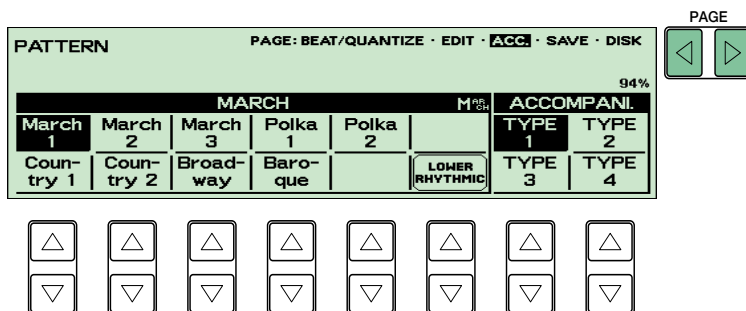 PAGE
PATTERN
PAGE: BEAT/QUANTIZE · EDIT · ACC. · SAVE · DISK
94%
MARCH MARCH ACCOMPANI.
March 1 March 2 March 3 Polka 1 Polka 2 TYPE 1 TYPE 2
Coun-try 1 Coun-try 2 Broad-way Baro-que LOWER RHYTHMIC TYPE 3 TYPE 4